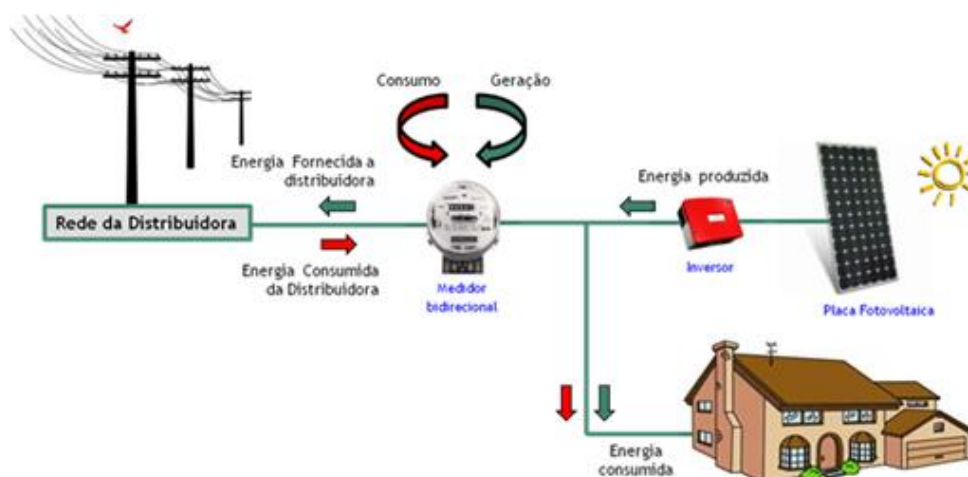 Consumo
Geração
Energia Fornecida a
distribuidora
Energia produzida
Rede da Distribuidora
Energia Consumida
da Distribuidora
Medidor
bidirecional
Inversor
Placa Fotovoltaica
Energia
consumida